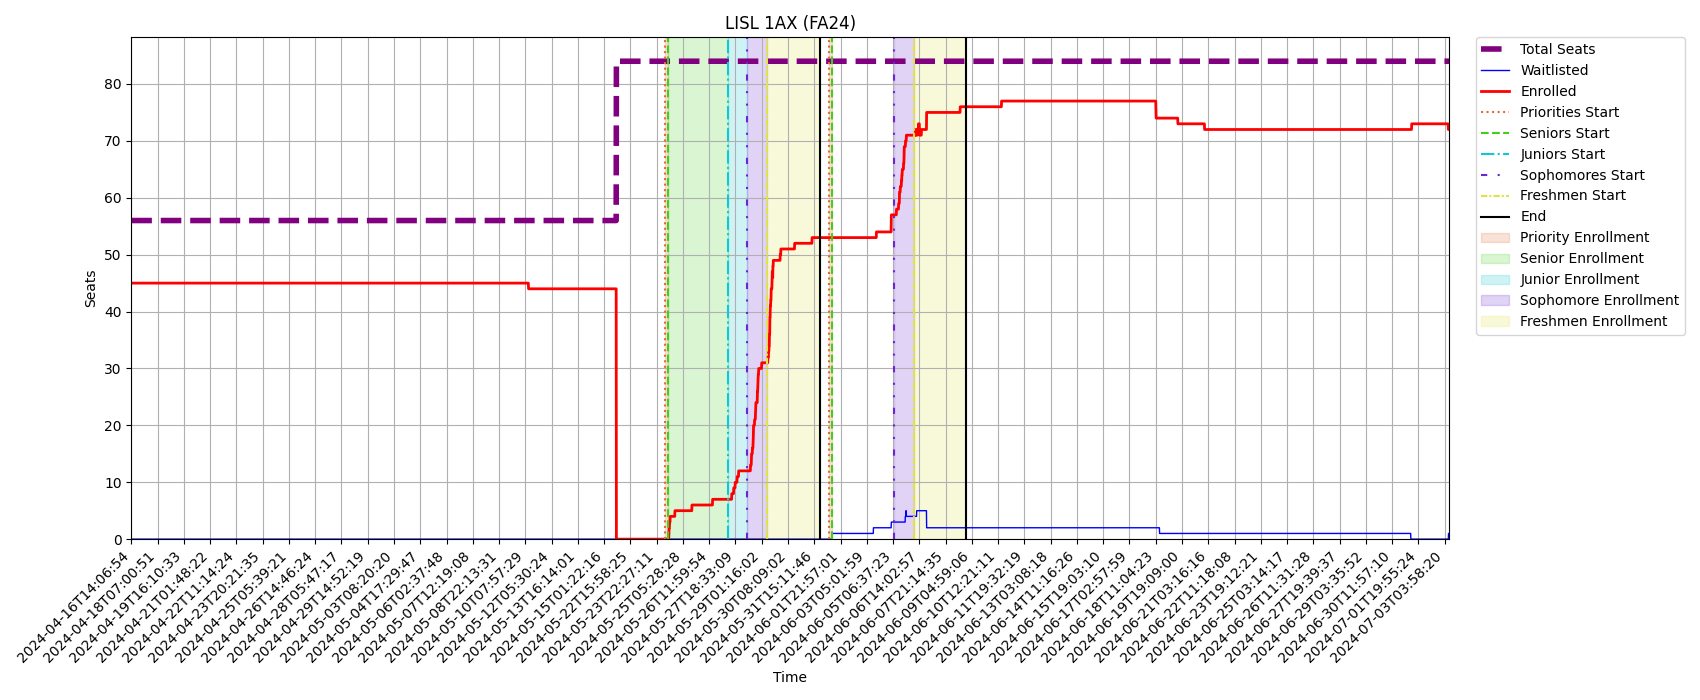 LISL 1AX (FA24)
Total Seats
Waitlisted
Enrolled
Priorities Start
Seniors Start
Juniors Start
Sophomores Start
Freshmen Start
End
Priority Enrollment
Senior Enrollment
Junior Enrollment
Sophomore Enrollment
Freshmen Enrollment
Seats
80
70
60
50
40
30
20
10
0
2024-04-16T14:06:54
2024-04-18T07:00:51
2024-04-19T16:10:33
2024-04-21T01:48:22
2024-04-22T11:14:24
2024-04-23T20:21:35
2024-04-25T05:39:21
2024-04-26T14:46:24
2024-04-28T05:47:17
2024-04-29T14:52:19
2024-05-03T08:20:20
2024-05-04T17:29:47
2024-05-06T02:37:48
2024-05-07T12:19:08
2024-05-08T22:13:31
2024-05-10T07:57:29
2024-05-12T05:30:24
2024-05-13T16:14:01
2024-05-15T01:22:16
2024-05-22T15:58:25
2024-05-23T22:27:11
2024-05-25T05:28:28
2024-05-26T11:59:54
2024-05-27T18:33:09
2024-05-29T01:16:02
2024-05-30T08:09:02
2024-05-31T15:11:46
2024-06-01T21:57:01
2024-06-03T05:01:59
2024-06-05T06:37:23
2024-06-06T14:02:57
2024-06-07T21:14:35
2024-06-09T04:59:06
2024-06-10T12:21:11
2024-06-11T19:32:19
2024-06-13T03:08:18
2024-06-14T11:16:26
2024-06-15T19:03:10
2024-06-17T02:57:59
2024-06-18T11:04:23
2024-06-19T19:09:00
2024-06-21T03:16:16
2024-06-22T11:18:08
2024-06-23T19:12:21
2024-06-25T03:14:17
2024-06-26T11:31:28
2024-06-27T19:39:37
2024-06-29T03:35:52
2024-06-30T11:57:10
2024-07-01T19:55:24
2024-07-03T03:58:20
Time